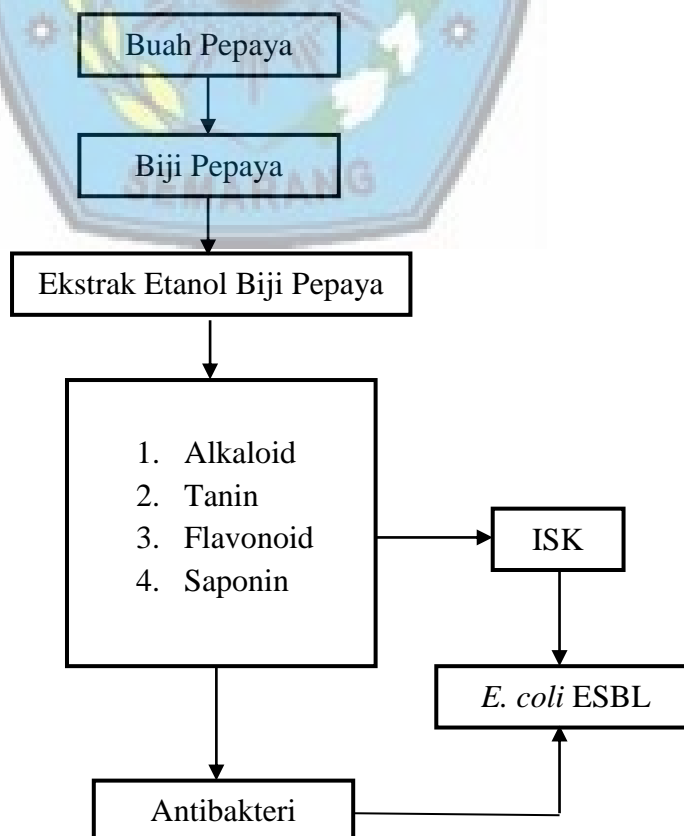 Buah Pepaya
Biji Pepaya
SEMARANG
Ekstrak Etanol Biji Pepaya
1. Alkaloid
2. Tanin
3. Flavonoid
4. Saponin
ISK
E. coli ESBL
Antibakteri